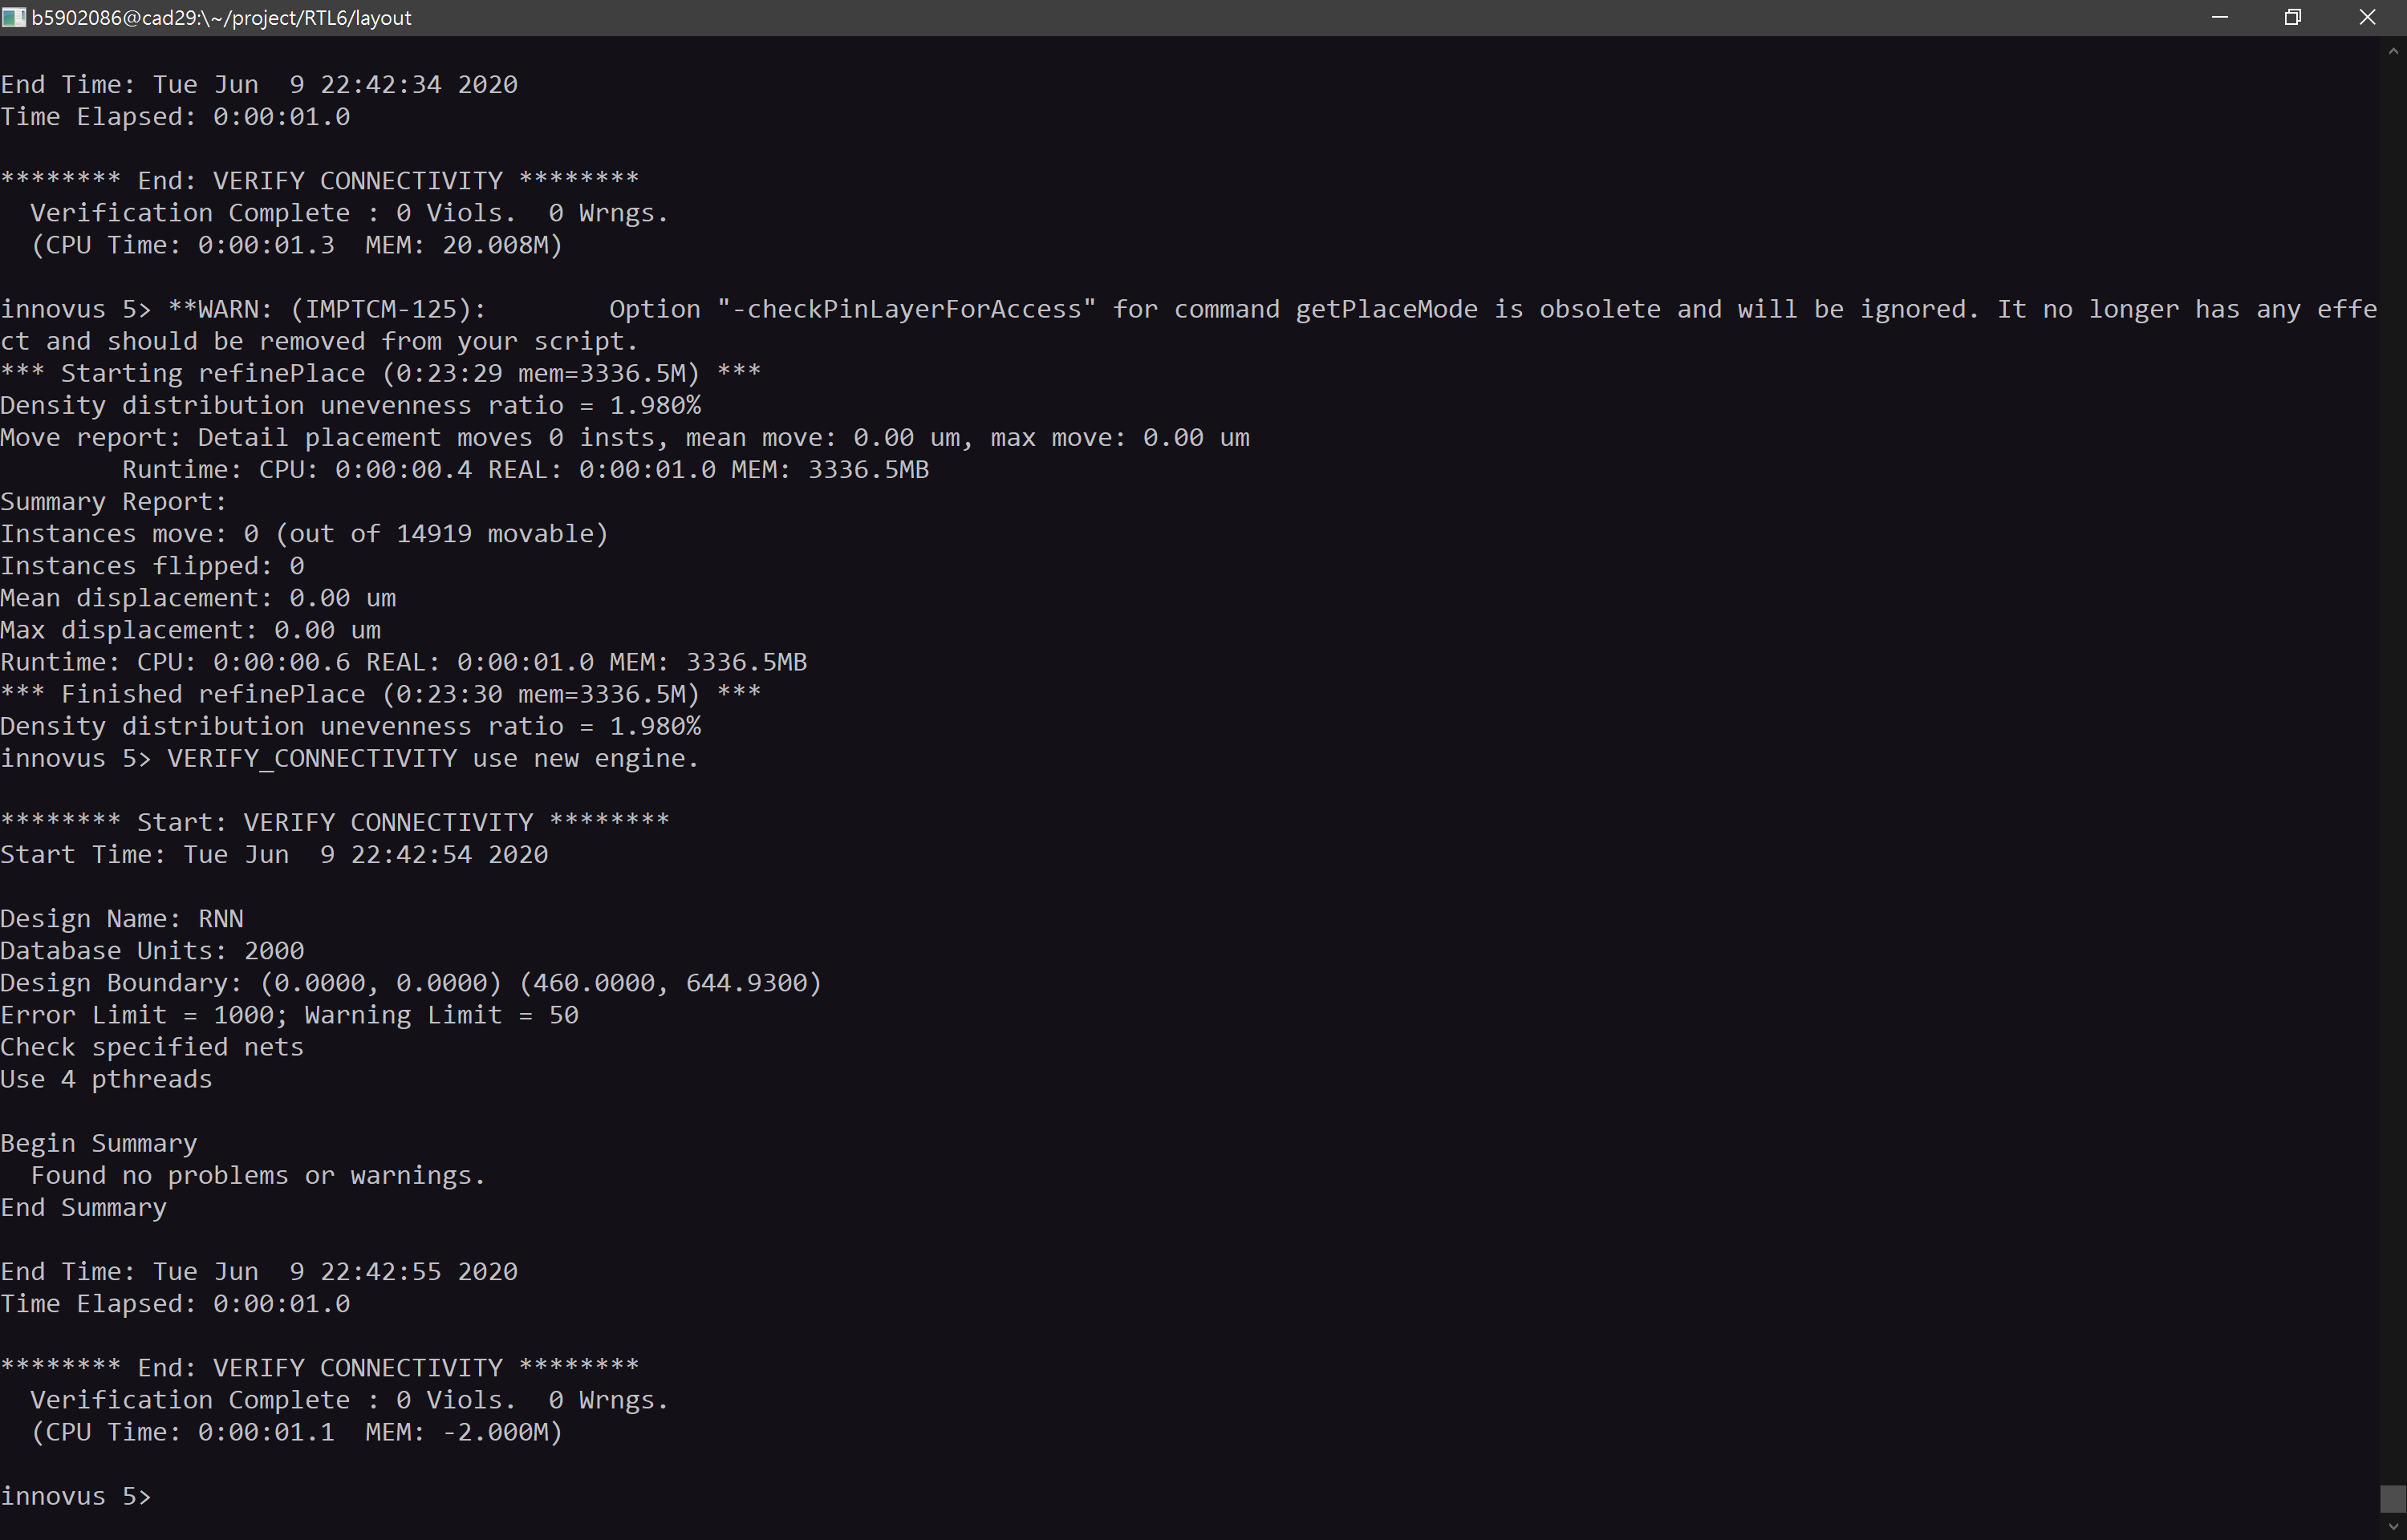 b5902086@cad29:\~/project/RTL6/layout
End Time: Tue Jun  9 22:42:34 2020
Time Elapsed: 0:00:01.0
******** End: VERIFY CONNECTIVITY ********
  Verification Complete : 0 Viols.  0 Wrngs.
  (CPU Time: 0:00:01.3  MEM: 20.008M)
innovus 5> **WARN: (IMPTCM-125):        Option "-checkPinLayerForAccess" for command getPlaceMode is obsolete and will be ignored. It no longer has any effe
ct and should be removed from your script.
*** Starting refinePlace (0:23:29 mem=3336.5M) ***
Density distribution unevenness ratio = 1.980%
Move report: Detail placement moves 0 insts, mean move: 0.00 um, max move: 0.00 um
        Runtime: CPU: 0:00:00.4 REAL: 0:00:01.0 MEM: 3336.5MB
Summary Report:
Instances move: 0 (out of 14919 movable)
Instances flipped: 0
Mean displacement: 0.00 um
Max displacement: 0.00 um
Runtime: CPU: 0:00:00.6 REAL: 0:00:01.0 MEM: 3336.5MB
*** Finished refinePlace (0:23:30 mem=3336.5M) ***
Density distribution unevenness ratio = 1.980%
innovus 5> VERIFY_CONNECTIVITY use new engine.
******** Start: VERIFY CONNECTIVITY ********
Start Time: Tue Jun  9 22:42:54 2020
Design Name: RNN
Database Units: 2000
Design Boundary: (0.0000, 0.0000) (460.0000, 644.9300)
Error Limit = 1000; Warning Limit = 50
Check specified nets
Use 4 pthreads
Begin Summary
  Found no problems or warnings.
End Summary
End Time: Tue Jun  9 22:42:55 2020
Time Elapsed: 0:00:01.0
******** End: VERIFY CONNECTIVITY ********
  Verification Complete : 0 Viols.  0 Wrngs.
  (CPU Time: 0:00:01.1  MEM: -2.000M)
innovus 5>